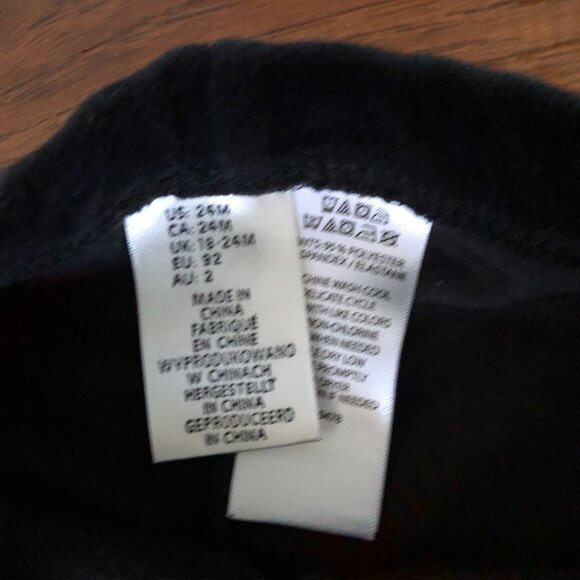 US: 24M
CA: 24M
UK: 18-24M
EU: 92
AU: 2
MADE IN
CHINA
FABRIQUÉ
EN CHINE
WYPRODUKOWANO
W CHINACH
HERGESTELLT
IN CHINA
GEPRODUCEERD
IN CHINA
95 % POLYESTER
SPANDEX / ELASTANE
WASH COOL
DELICATE CYCLE
WITH LIKE COLORS
NON-CHLORINE
WHEN NEEDED
DRY LOW
PROMPTLY
IF NEEDED